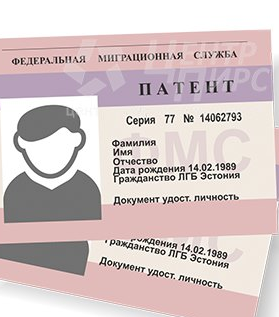 ФЕДЕРАЛЬНАЯ МИГРАЦИОННАЯ СЛУЖБА
ПАТЕНТ
Серия 77 № 14062793
ФМС
Фамилия
Имя
Отчество
Дата рождения 14.02.1989
Гражданство ЛГБ Эстония
Документ удост. личность
рождения 14.02.1989
Гражданство ЛГБ Эстония
Документ удост. личность